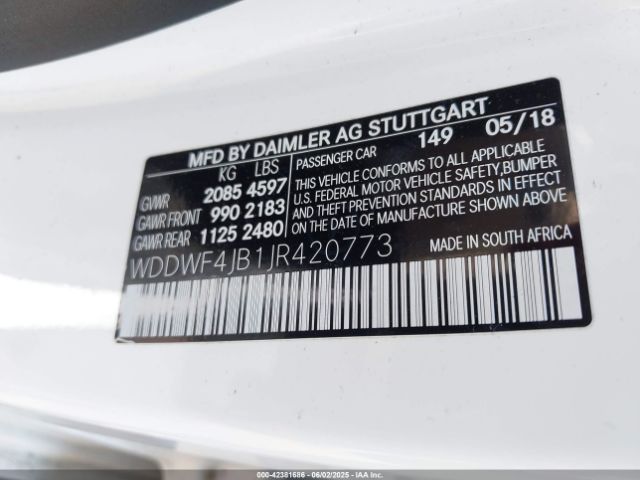 MFD BY DAIMLER AG STUTTGART
KG LBS
GVWR 2085 4597
GAWR FRONT 990 2183
GAWR REAR 1125 2480
PASSENGER CAR 149 05/18
THIS VEHICLE CONFORMS TO ALL APPLICABLE
U.S. FEDERAL MOTOR VEHICLE SAFETY,BUMPER
AND THEFT PREVENTION STANDARDS IN EFFECT
ON THE DATE OF MANUFACTURE SHOWN ABOVE
WDDWF4JB1JR420773
MADE IN SOUTH AFRICA
000-42381686 - 06/02/2025 - IAAI.COM